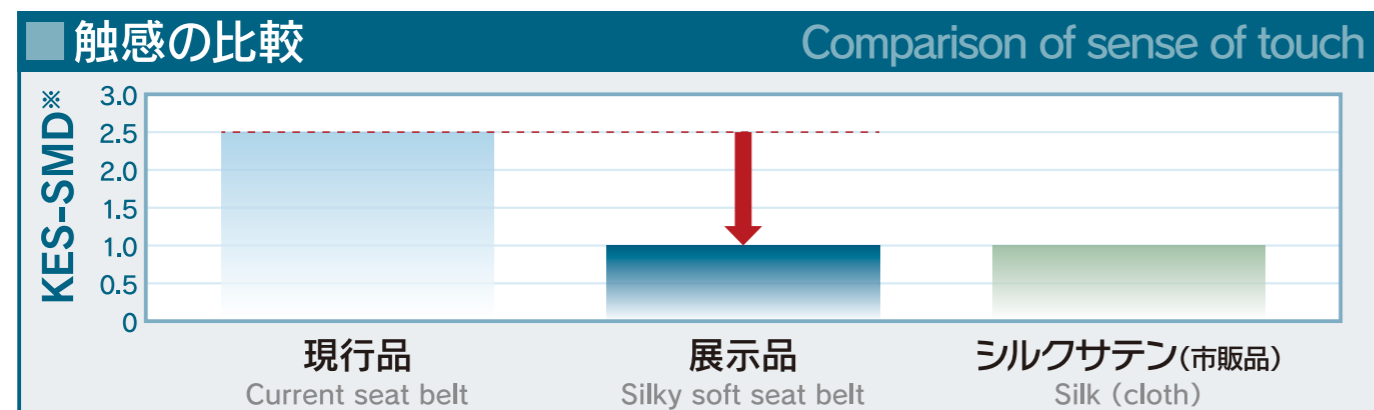 触感の比較
Comparison of sense of touch
KES-SMD※
3.0
2.5
2.0
1.5
1.0
0.5
0
現行品
Current seat belt
展示品
Silky soft seat belt
シルクサテン(市販品)
Silk (cloth)